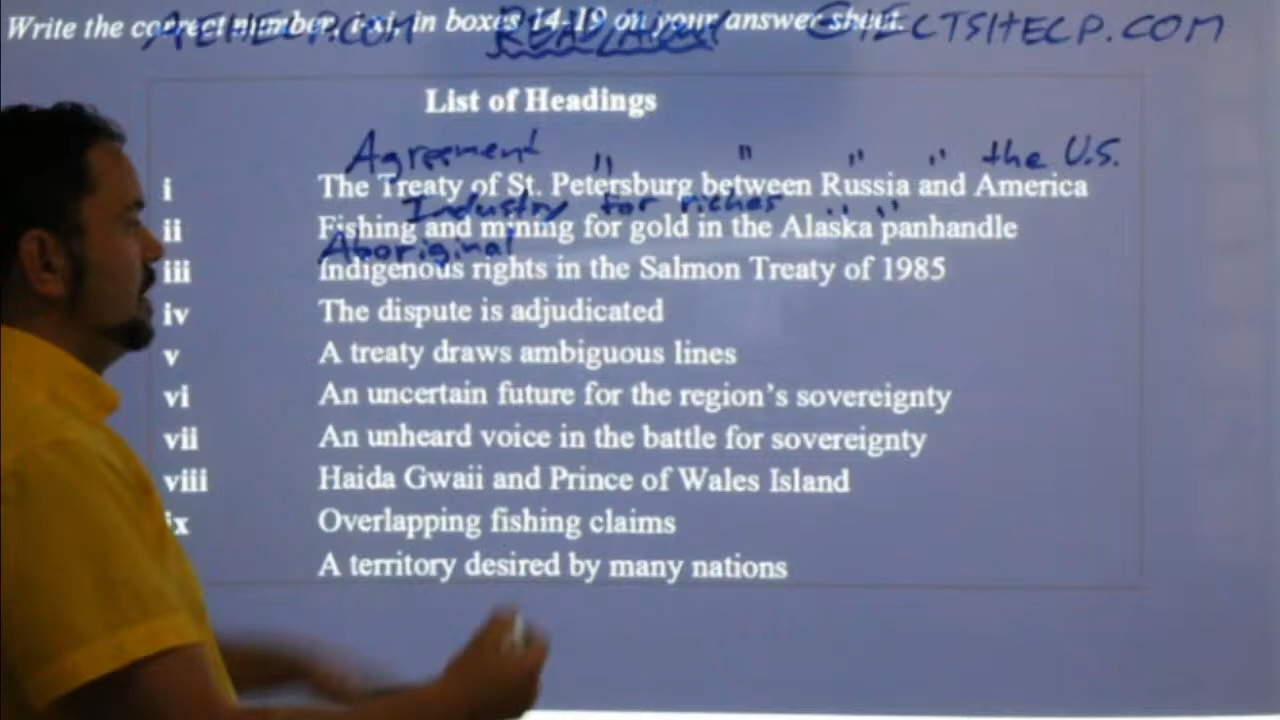 Write the correct number, i-xi, in boxes 14-19 on your answer sheet.
AEHELP.COM READ/About @IELTSITECP.COM
List of Headings
Agreement " " " " the U.S.
i The Treaty of St. Petersburg between Russia and America
Industry for riches " "
ii Fishing and mining for gold in the Alaska panhandle
Aboriginal
iii Indigenous rights in the Salmon Treaty of 1985
iv The dispute is adjudicated
v A treaty draws ambiguous lines
vi An uncertain future for the region's sovereignty
vii An unheard voice in the battle for sovereignty
viii Haida Gwaii and Prince of Wales Island
ix Overlapping fishing claims
A territory desired by many nations